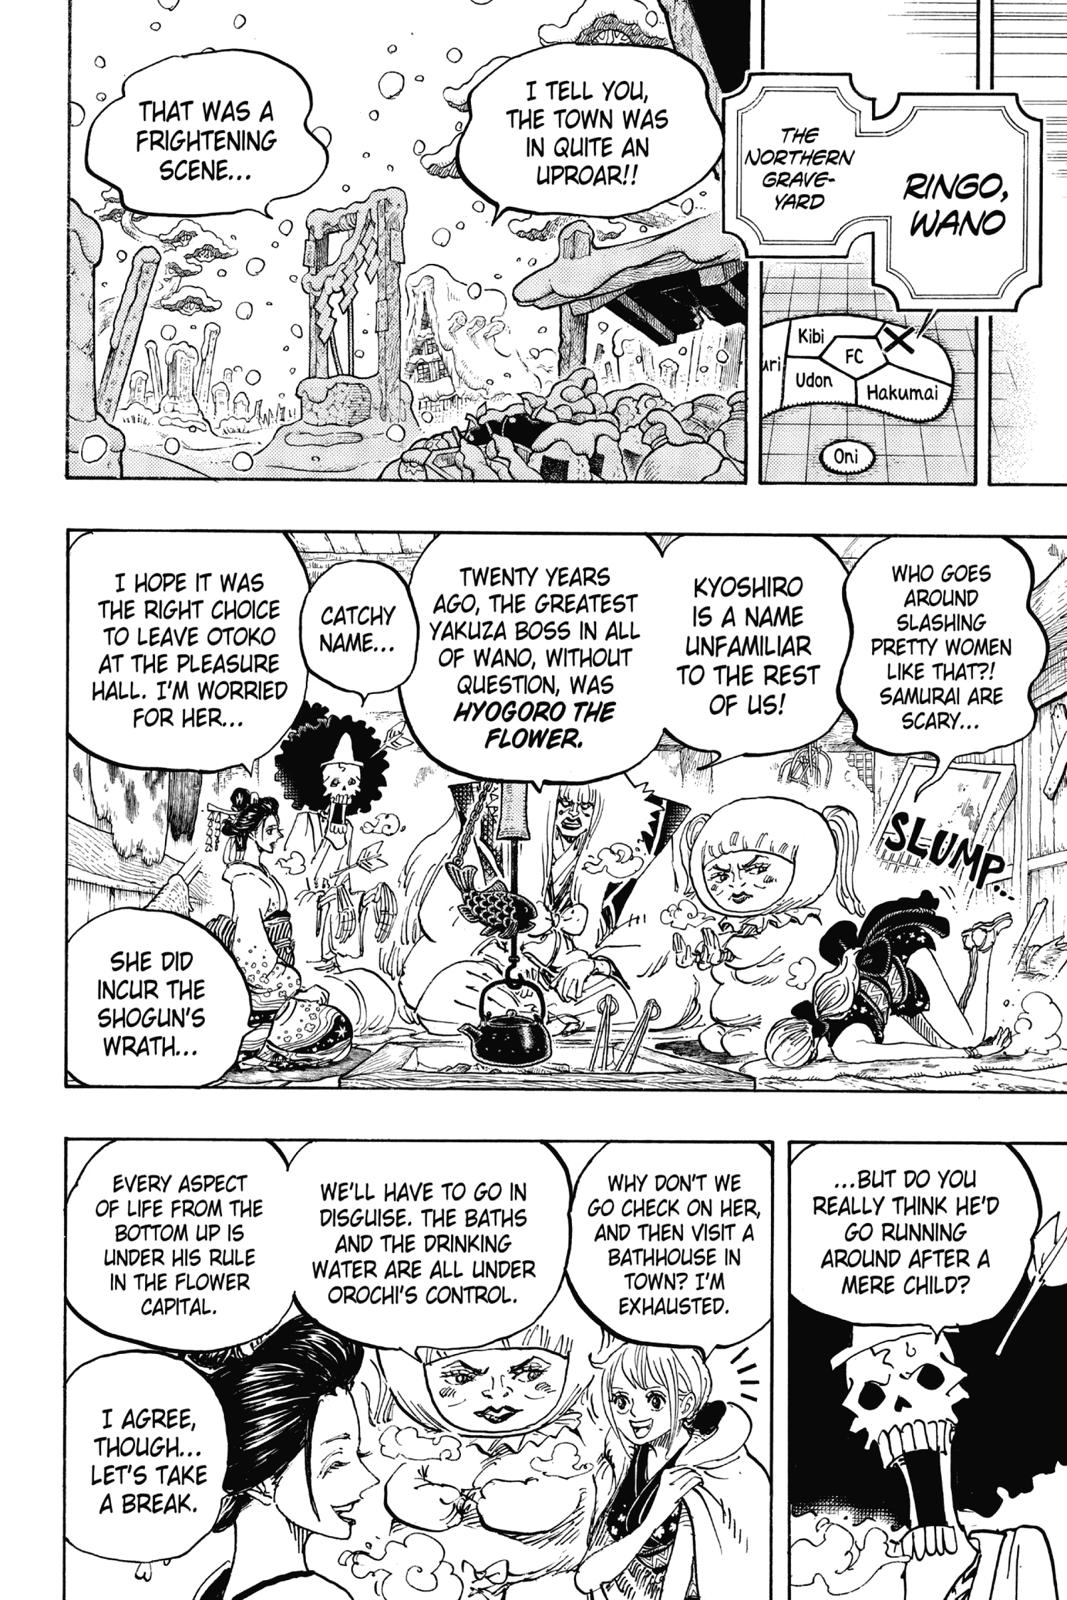 RINGO,
WANO
THE
NORTHERN
GRAVE-
YARD
Kibi
FC
uri
Udon
Hakumai
Oni
I TELL YOU,
THE TOWN WAS
IN QUITE AN
UPROAR!!
THAT WAS A
FRIGHTENING
SCENE...
WHO GOES
AROUND
SLASHING
PRETTY WOMEN
LIKE THAT?!
SAMURAI ARE
SCARY...
SLUMP...
KYOSHIRO
IS A NAME
UNFAMILIAR
TO THE REST
OF US!
TWENTY YEARS
AGO, THE GREATEST
YAKUZA BOSS IN ALL
OF WANO, WITHOUT
QUESTION, WAS
HYOGORO THE
FLOWER.
CATCHY
NAME...
I HOPE IT WAS
THE RIGHT CHOICE
TO LEAVE OTOKO
AT THE PLEASURE
HALL. I'M WORRIED
FOR HER...
SHE DID
INCUR THE
SHOGUN'S
WRATH...
...BUT DO YOU
REALLY THINK HE'D
GO RUNNING
AROUND AFTER A
MERE CHILD?
WHY DON'T WE
GO CHECK ON HER,
AND THEN VISIT A
BATHHOUSE IN
TOWN? I'M
EXHAUSTED.
WE'LL HAVE TO GO IN
DISGUISE. THE BATHS
AND THE DRINKING
WATER ARE ALL UNDER
OROCHI'S CONTROL.
EVERY ASPECT
OF LIFE FROM THE
BOTTOM UP IS
UNDER HIS RULE
IN THE FLOWER
CAPITAL.
I AGREE,
THOUGH...
LET'S TAKE
A BREAK.